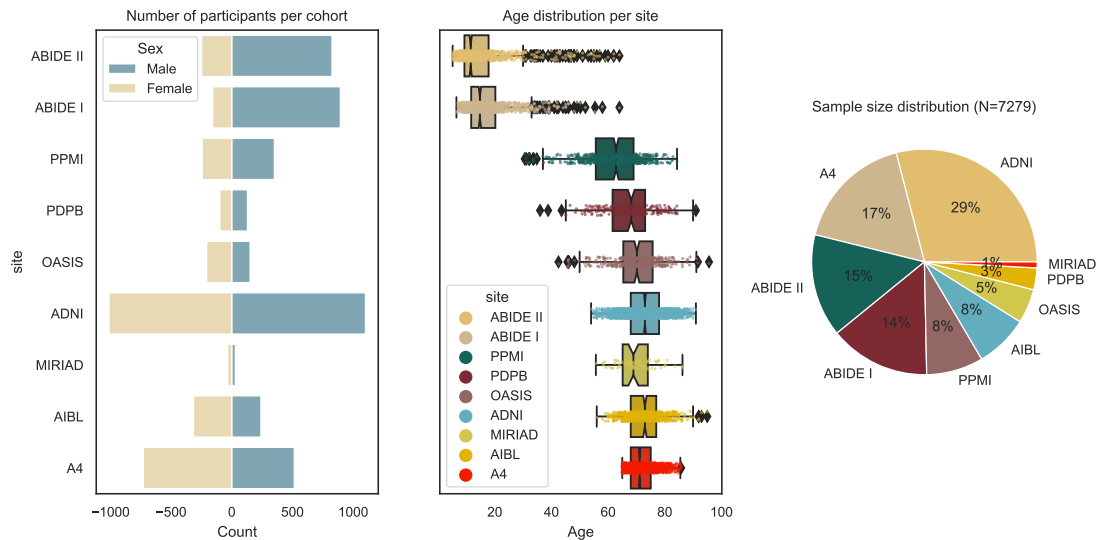 Number of participants per cohort
Sex
Male
Female
site
ABIDE II
ABIDE I
PPMI
PDPB
OASIS
ADNI
MIRIAD
AIBL
A4
−1000 −500 0 500 1000
Count
Age distribution per site
site
ABIDE II
ABIDE I
PPMI
PDPB
OASIS
ADNI
MIRIAD
AIBL
A4
20 40 60 80 100
Age
Sample size distribution (N=7279)
ADNI
29%
A4
17%
ABIDE II
15%
ABIDE I
14%
PPMI
8%
AIBL
8%
OASIS
5%
PDPB
3%
MIRIAD
1%